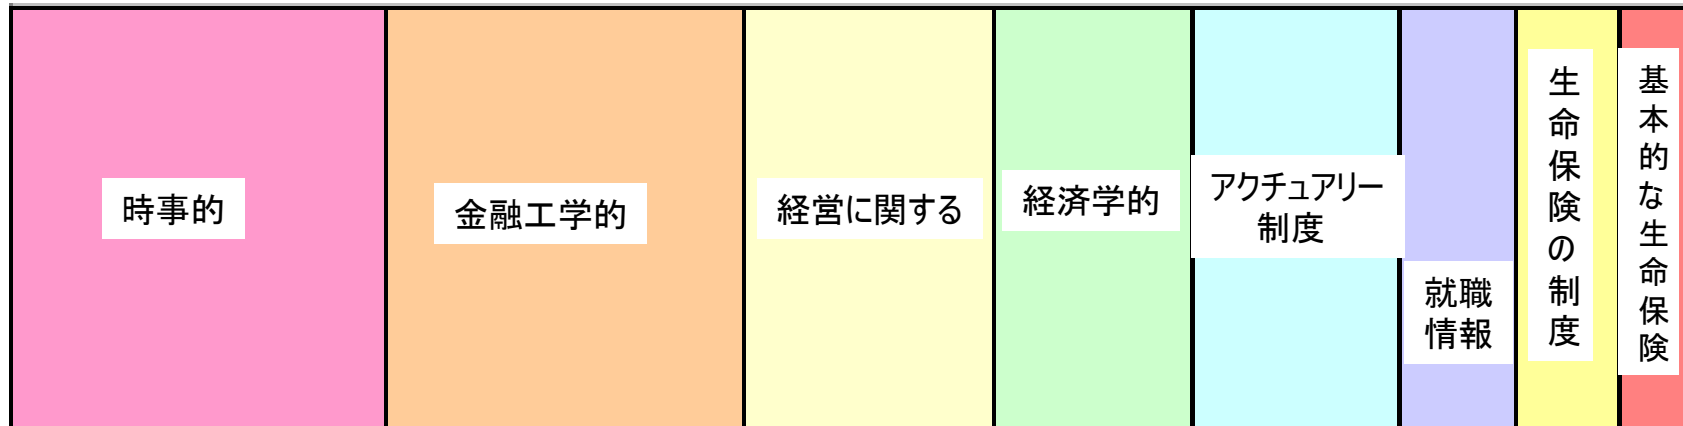 時事的
金融工学的
経営に関する
経済学的
アクチュアリー
制度
就職
情報
生命保険の制度
基本的な生命保険